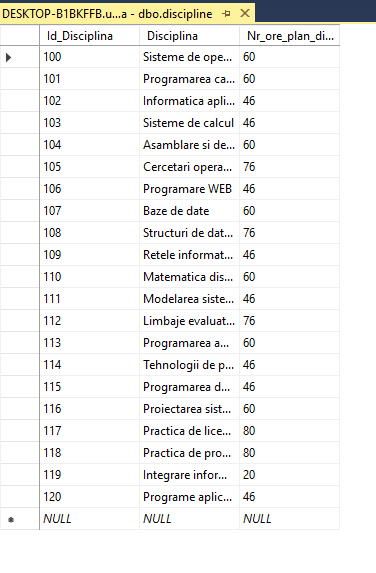 DESKTOP-B1BKFFB.u...a - dbo.discipline
Id_Disciplina Disciplina Nr_ore_plan_di...
100 Sisteme de ope... 60
101 Programarea ca... 60
102 Informatica apli... 46
103 Sisteme de calcul 46
104 Asamblare si de... 60
105 Cercetari opera... 76
106 Programare WEB 46
107 Baze de date 60
108 Structuri de dat... 76
109 Retele informat... 46
110 Matematica dis... 60
111 Modelarea siste... 46
112 Limbaje evaluat... 76
113 Programarea a... 60
114 Tehnologii de p... 46
115 Programarea d... 46
116 Proiectarea sist... 60
117 Practica de lice... 80
118 Practica de pro... 80
119 Integrare infor... 20
120 Programe aplic... 46
NULL NULL NULL